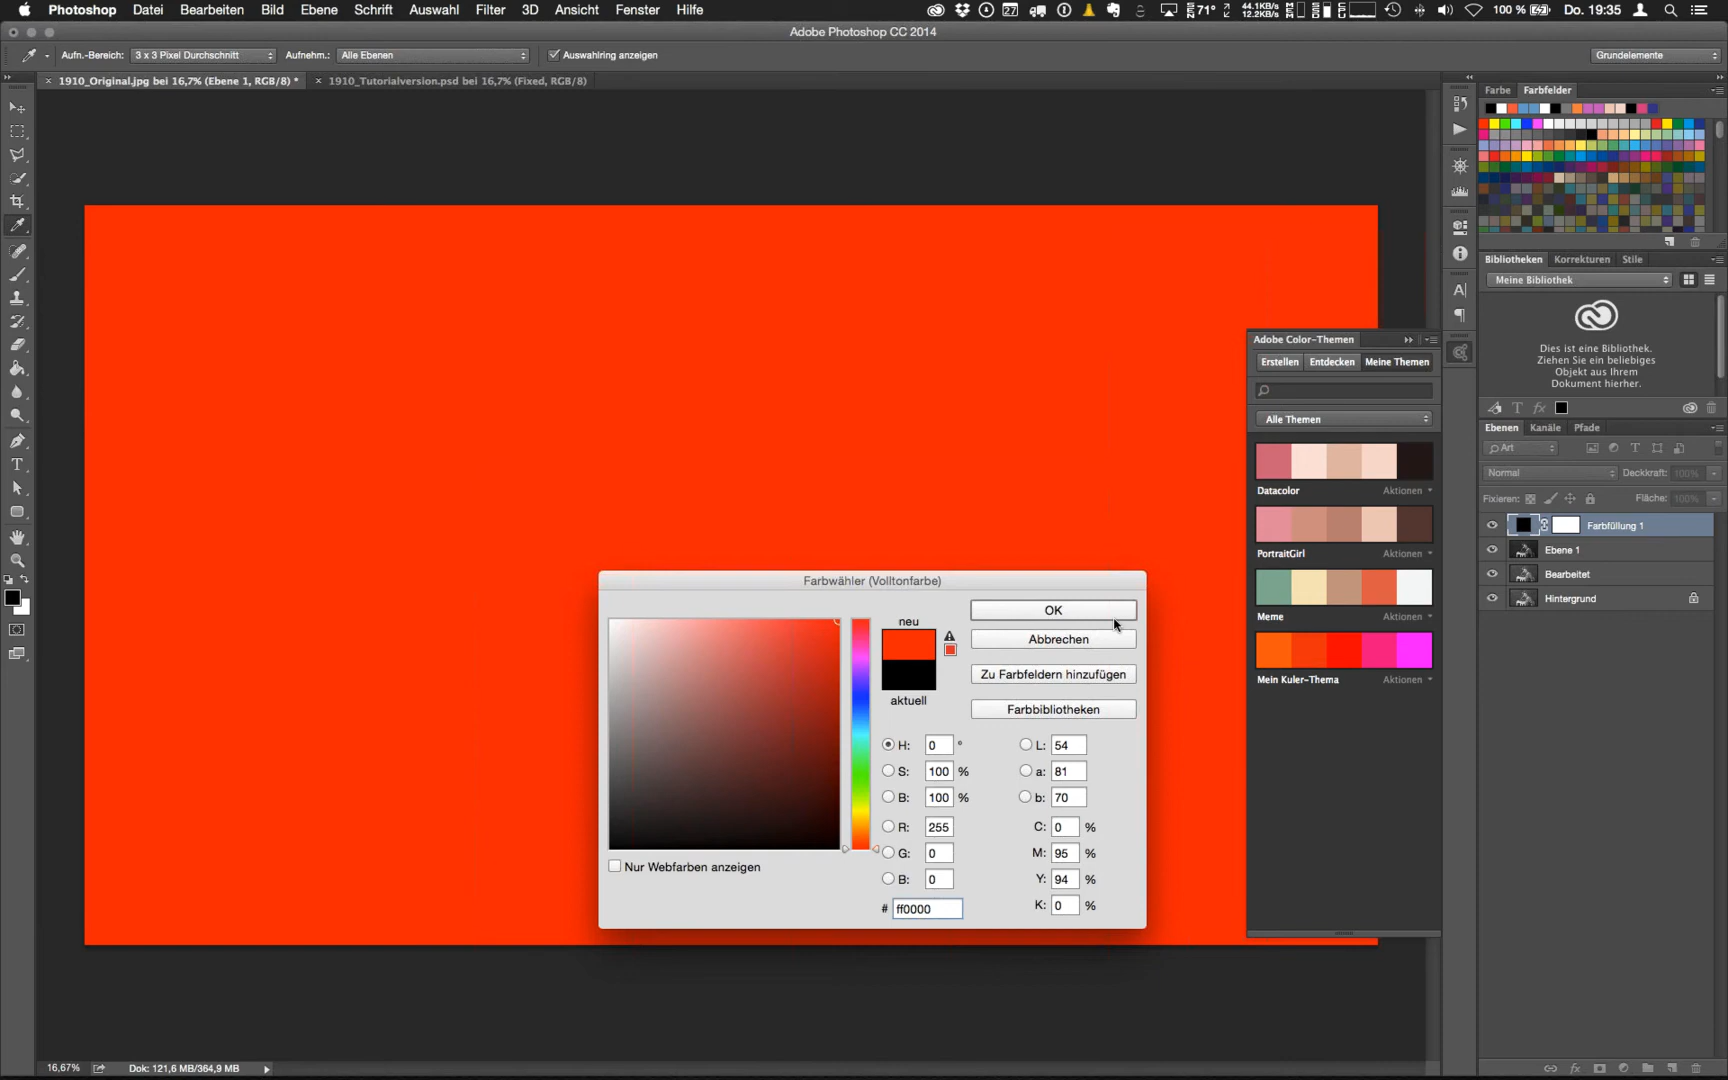 Photoshop Datei Bearbeiten Bild Ebene Schrift Auswahl Filter 3D Ansicht Fenster Hilfe
27 71° 44.1KB/s 12.2KB/s 100 % Do. 19:35
Adobe Photoshop CC 2014
Aufn.-Bereich: 3 x 3 Pixel Durchschnitt Aufnehm.: Alle Ebenen Auswahlring anzeigen Grundelemente
1910_Original.jpg bei 16,7% (Ebene 1, RGB/8) * 1910_Tutorialversion.psd bei 16,7% (Fixed, RGB/8)
Farbe Farbfelder
Bibliotheken Korrekturen Stile
Meine Bibliothek
Dies ist eine Bibliothek.
Ziehen Sie ein beliebiges
Objekt aus Ihrem
Dokument hierher.
Adobe Color-Themen
Erstellen Entdecken Meine Themen
Alle Themen
Datacolor Aktionen
PortraitGirl Aktionen
Meme Aktionen
Mein Kuler-Thema Aktionen
Ebenen Kanäle Pfade
Art
Normal Deckkraft: 100%
Fixieren: Fläche: 100%
Farbfüllung 1
Ebene 1
Bearbeitet
Hintergrund
Farbwähler (Volltonfarbe)
neu
aktuell
OK
Abbrechen
Zu Farbfeldern hinzufügen
Farbbibliotheken
H: 0 ° L: 54
S: 100 % a: 81
B: 100 % b: 70
R: 255 C: 0 %
G: 0 M: 95 %
B: 0 Y: 94 %
# ff0000 K: 0 %
Nur Webfarben anzeigen
16,67% Dok: 121,6 MB/364,9 MB